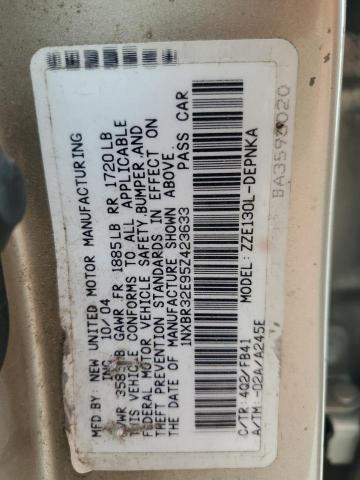 MFD. BY: NEW UNITED MOTOR MANUFACTURING
INC. 10/04
GVWR 3585LB GAWR FR 1885LB RR 1720LB
THIS VEHICLE CONFORMS TO ALL APPLICABLE
FEDERAL MOTOR VEHICLE SAFETY, BUMPER, AND
THEFT PREVENTION STANDARDS IN EFFECT ON
THE DATE OF MANUFACTURE SHOWN ABOVE.
1NXBR32E95Z423633 PASS CAR
MODEL: ZZE130L-DEPNKA
C/TR: 4Q2/FB41
A/TM: -02A/A245E